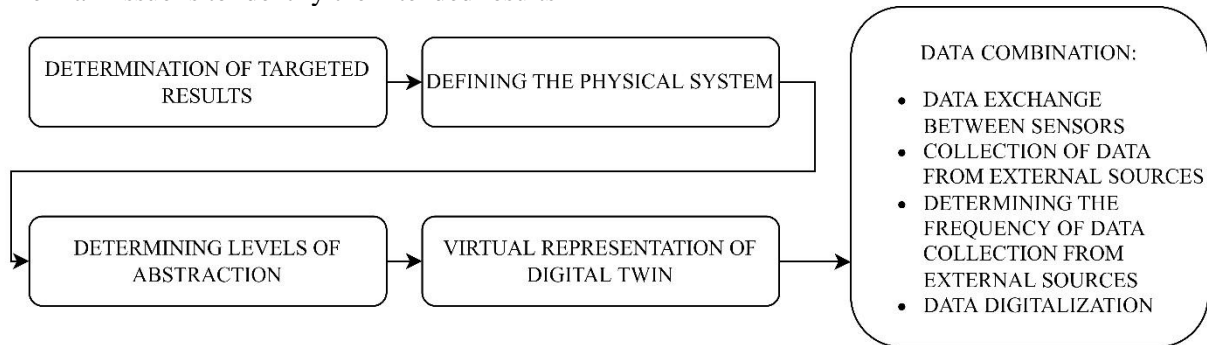 DETERMINATION OF TARGETED
RESULTS
DEFINING THE PHYSICAL SYSTEM
DETERMINING LEVELS OF
ABSTRACTION
VIRTUAL REPRESENTATION OF
DIGITAL TWIN
DATA COMBINATION:
• DATA EXCHANGE
BETWEEN SENSORS
• COLLECTION OF DATA
FROM EXTERNAL SOURCES
• DETERMINING THE
FREQUENCY OF DATA
COLLECTION FROM
EXTERNAL SOURCES
• DATA DIGITALIZATION